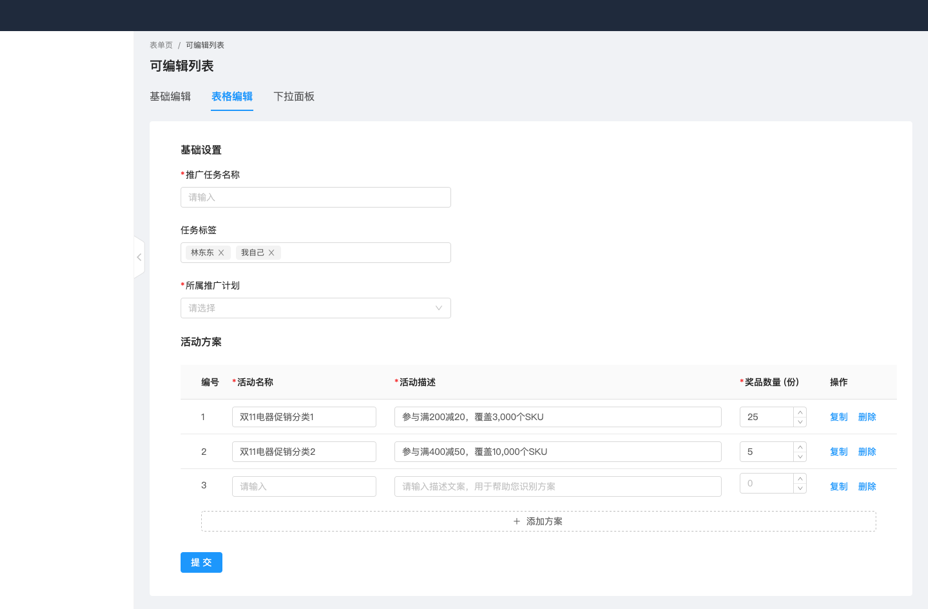 表单页 / 可编辑列表
可编辑列表
基础编辑 表格编辑 下拉面板
基础设置
*推广任务名称
请输入
任务标签
林东东 我自己
*所属推广计划
请选择
活动方案
编号 *活动名称 *活动描述 *奖品数量 (份) 操作
1 双11电器促销分类1 参与满200减20，覆盖3,000个SKU 25 复制 删除
2 双11电器促销分类2 参与满400减50，覆盖10,000个SKU 5 复制 删除
3 请输入 请输入描述文案，用于帮助您识别方案 0 复制 删除
+ 添加方案
提 交